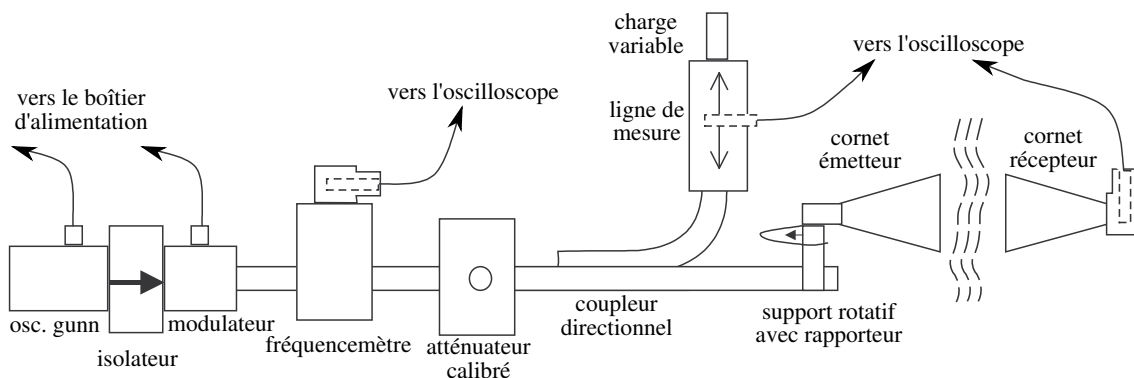 charge
variable
vers l'oscilloscope
vers le boîtier
d'alimentation
vers l'oscilloscope
ligne de
mesure
cornet
émetteur
cornet
récepteur
osc. gunn
isolateur
modulateur
fréquencemètre
atténuateur
calibré
coupleur
directionnel
support rotatif
avec rapporteur